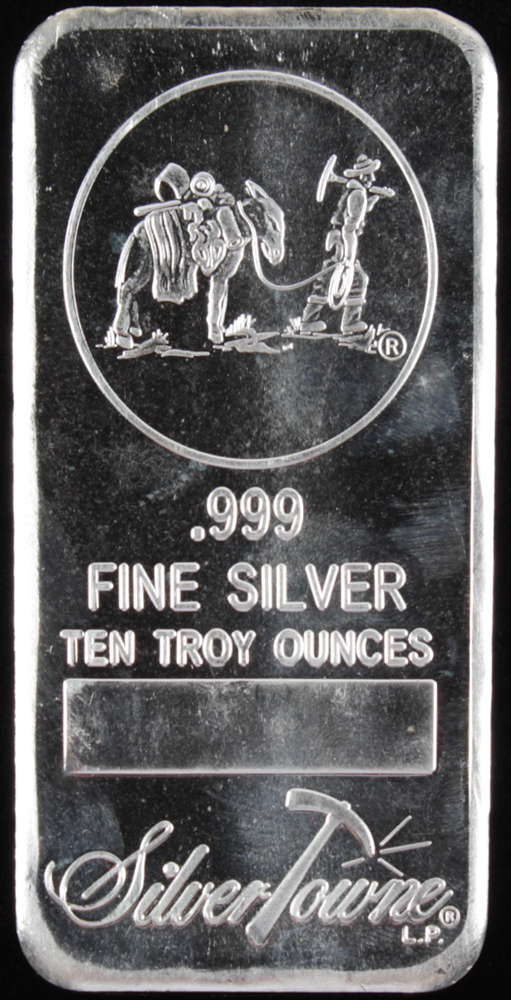 ®
.999
FINE SILVER
TEN TROY OUNCES
SilverTowne®
L.P.